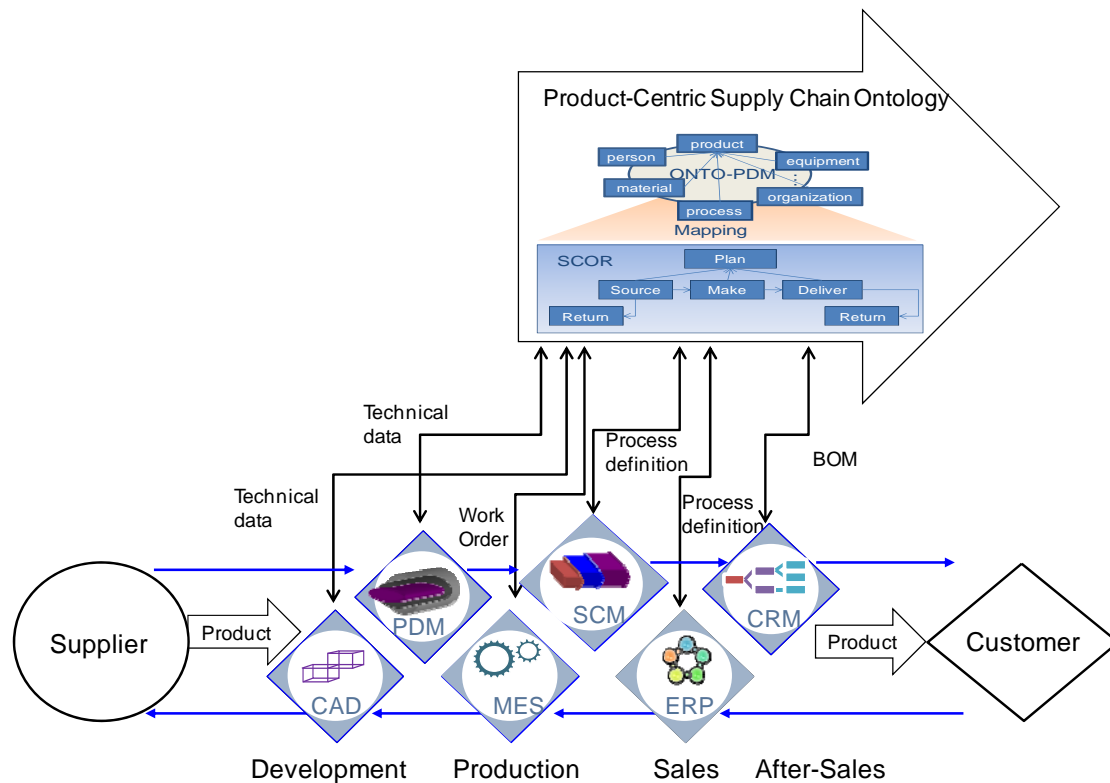 Product-Centric Supply Chain Ontology
product
person
equipment
ONTO-PDM
material
organization
process
Mapping
SCOR
Plan
Source
Make
Deliver
Return
Return
Technical
data
Process
definition
BOM
Technical
data
Work
Order
Process
definition
PDM
SCM
CRM
Supplier
Product
Product
Customer
CAD
MES
ERP
Development
Production
Sales
After-Sales